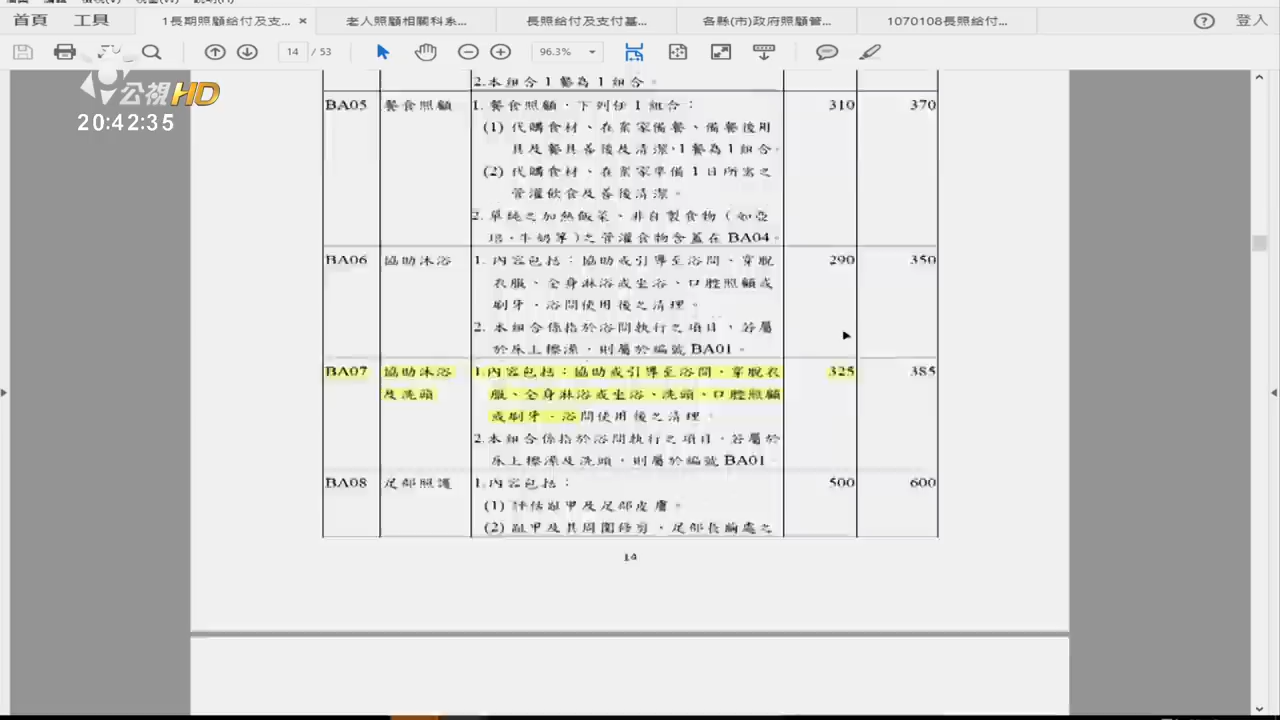 首頁
工具
1長期照顧給付及支...
×
老人照顧相關科系...
長照給付及支付基...
各縣(市)政府照顧管...
1070108長照給付...
登入
14 / 53
96.3%
公視HD
20:42:35
2.本組合1餐為1組合。
BA05 餐食照顧 1. 餐食照顧，下列任1組合： 310 370
(1) 代購食材、在案家備餐、備餐後用
具及餐具善後及清潔，1餐為1組合。
(2) 代購食材、在案家準備1日所需之
管灌飲食及善後清潔。
2. 單純之加熱飯菜、非自製食物（如亞
培、牛奶等)之管灌食物含蓋在BA04。
BA06 協助沐浴 1. 內容包括：協助或引導至浴間、穿脫 290 350
衣服、全身淋浴或坐浴、口腔照顧或
刷牙、浴間使用後之清理。
2. 本組合係指於浴間執行之項目，若屬
於床上擦澡，則屬於編號BA01。
BA07 協助沐浴 1.內容包括：協助或引導至浴間、穿脫衣 325 385
及洗頭 服、全身淋浴或坐浴、洗頭、口腔照顧
或刷牙、浴間使用後之清理。
2.本組合係指於浴間執行之項目，若屬於
床上擦澡及洗頭，則屬於編號BA01
BA08 足部照護 1.內容包括： 500 600
(1) 評估趾甲及足部皮膚。
(2) 趾甲及其周圍修剪、足部長繭處之
14